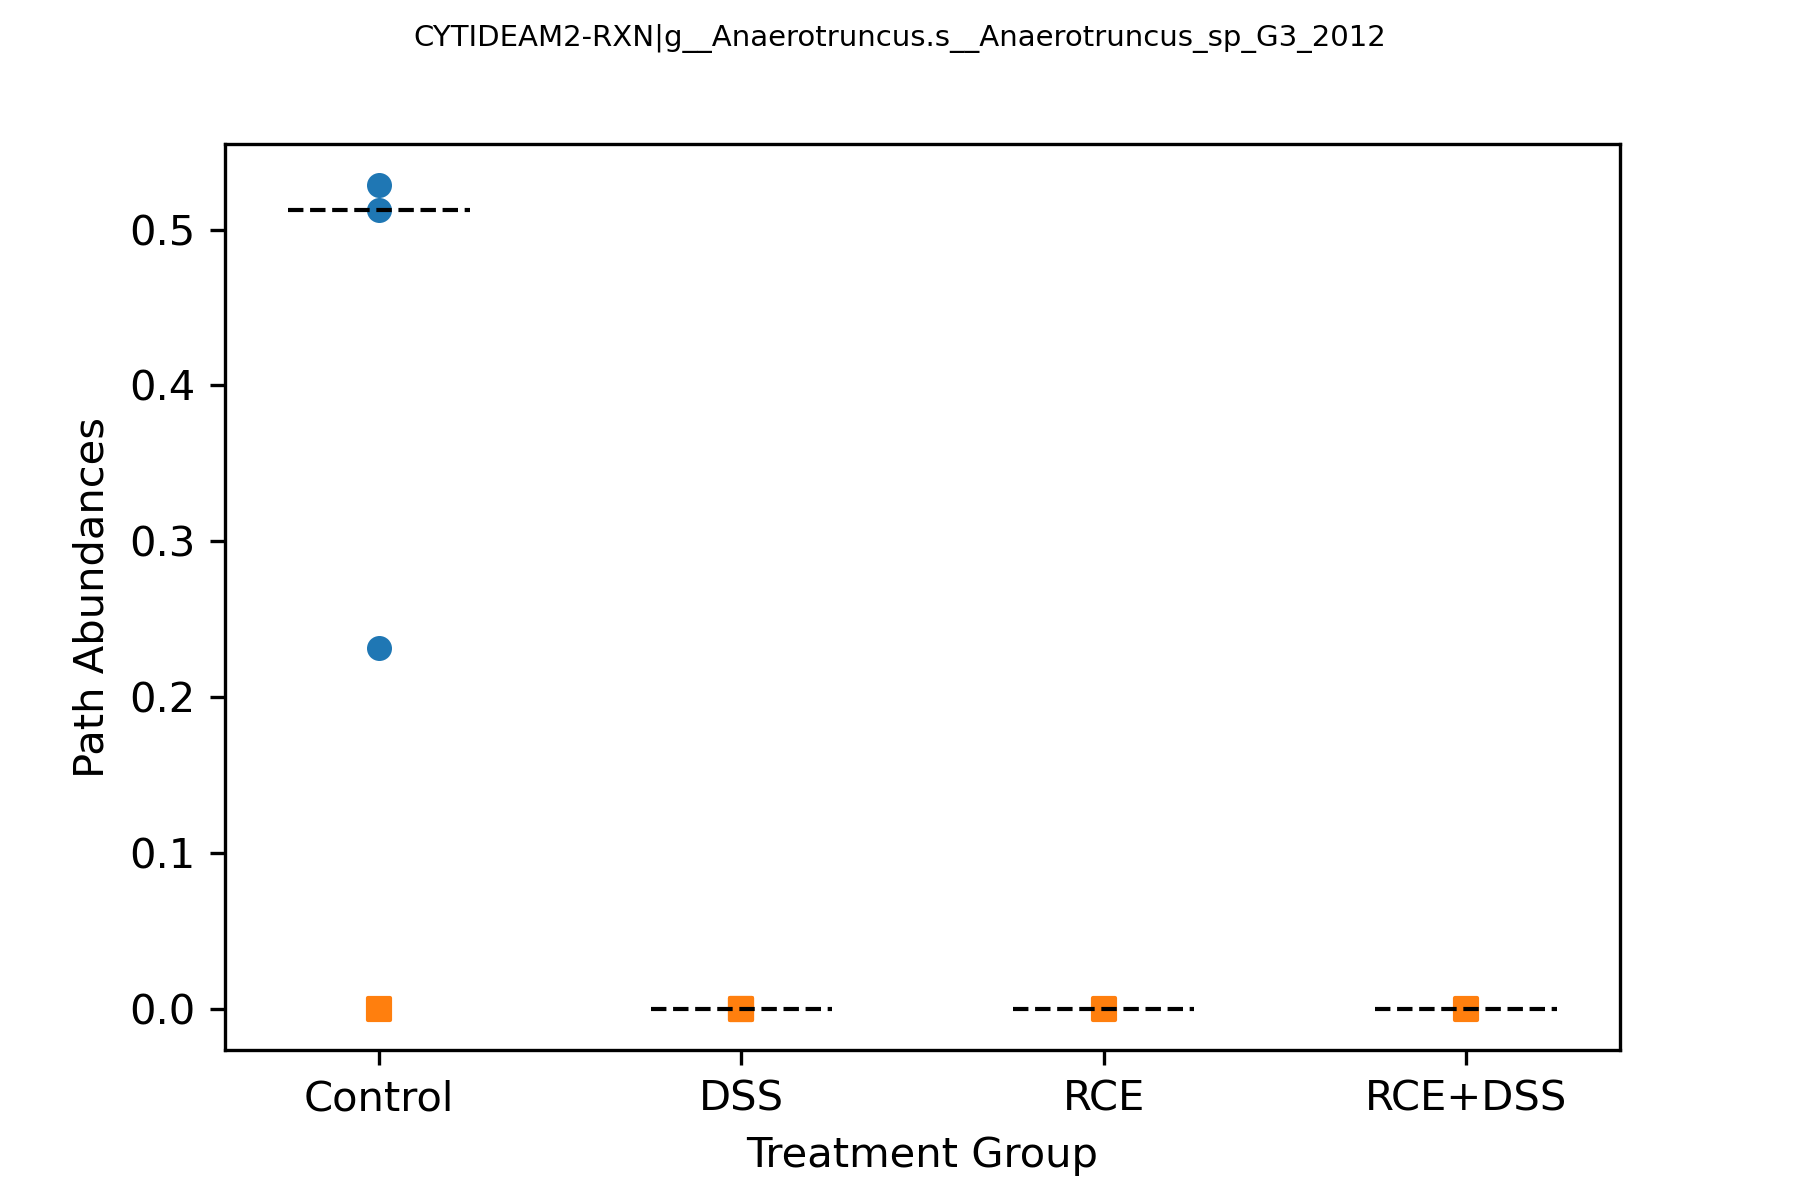 CYTIDEAM2-RXN|g__Anaerotruncus.s__Anaerotruncus_sp_G3_2012
0.5
0.4
0.3
0.2
0.1
0.0
Path Abundances
Control DSS RCE RCE+DSS
Treatment Group